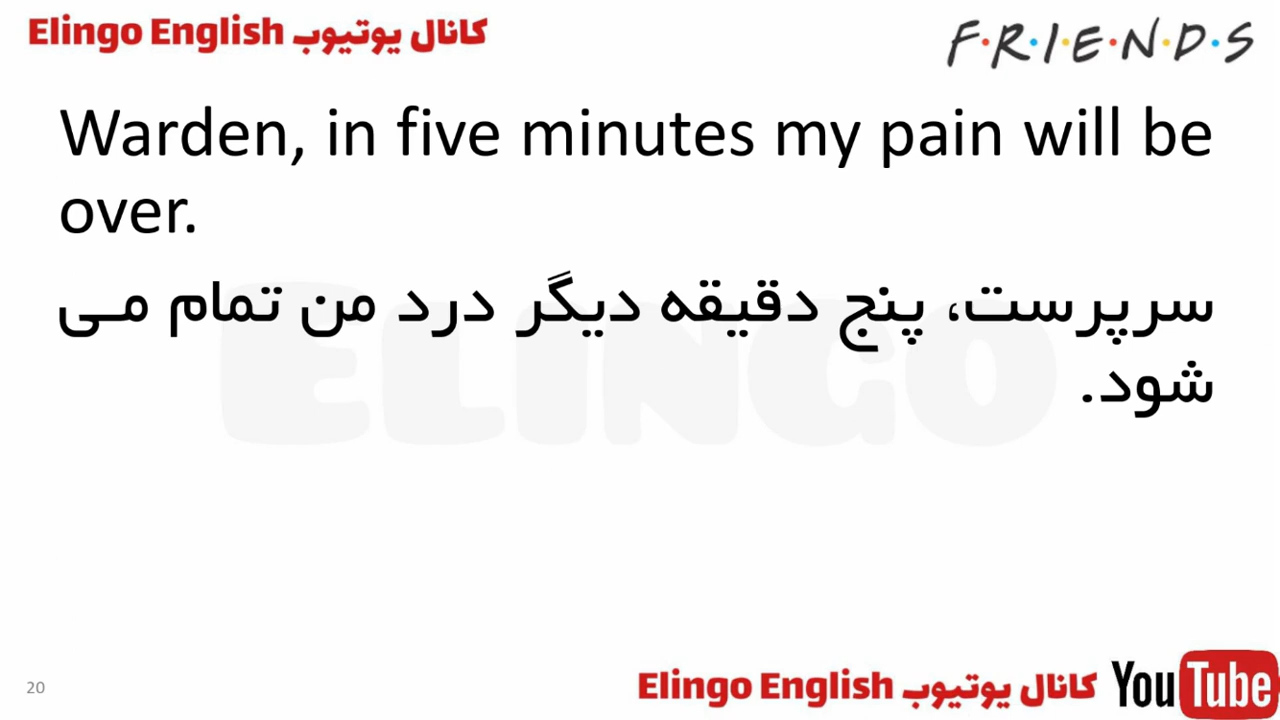 Elingo English کانال یوتیوب
F·R·I·E·N·D·S
Warden, in five minutes my pain will be
over.
سرپرست، پنج دقیقه دیگر درد من تمام می
شود.
ELINGO
20
Elingo English کانال یوتیوب
YouTube